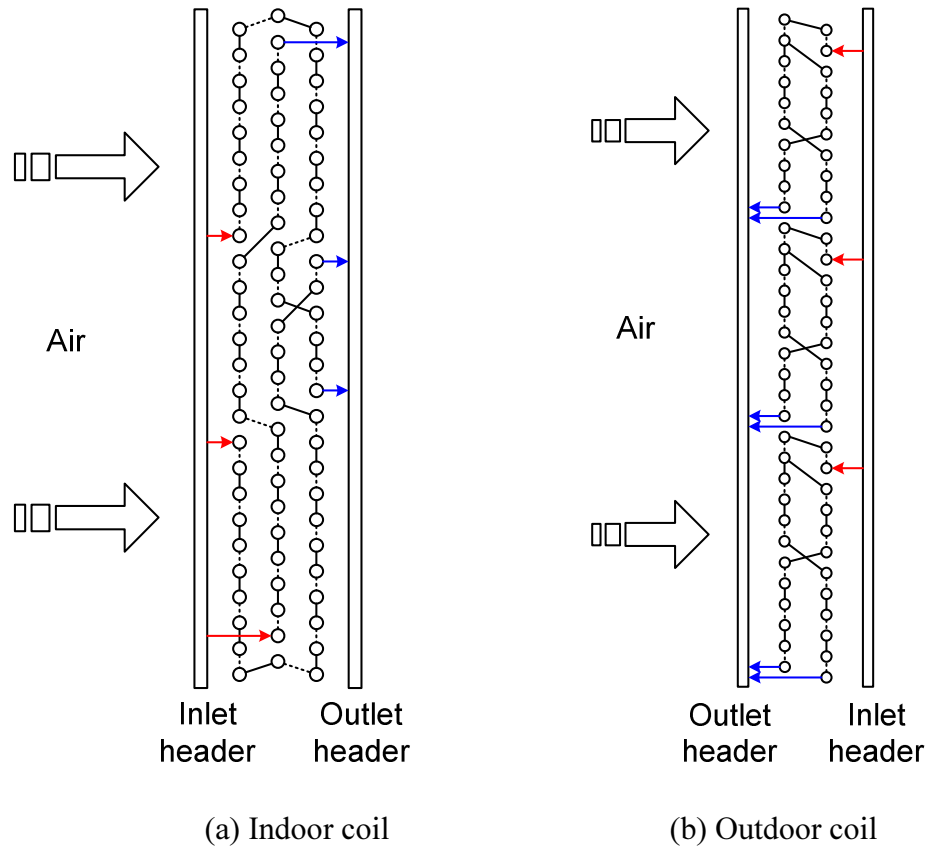 Air
Inlet
header
Outlet
header
(a) Indoor coil
Air
Outlet
header
Inlet
header
(b) Outdoor coil